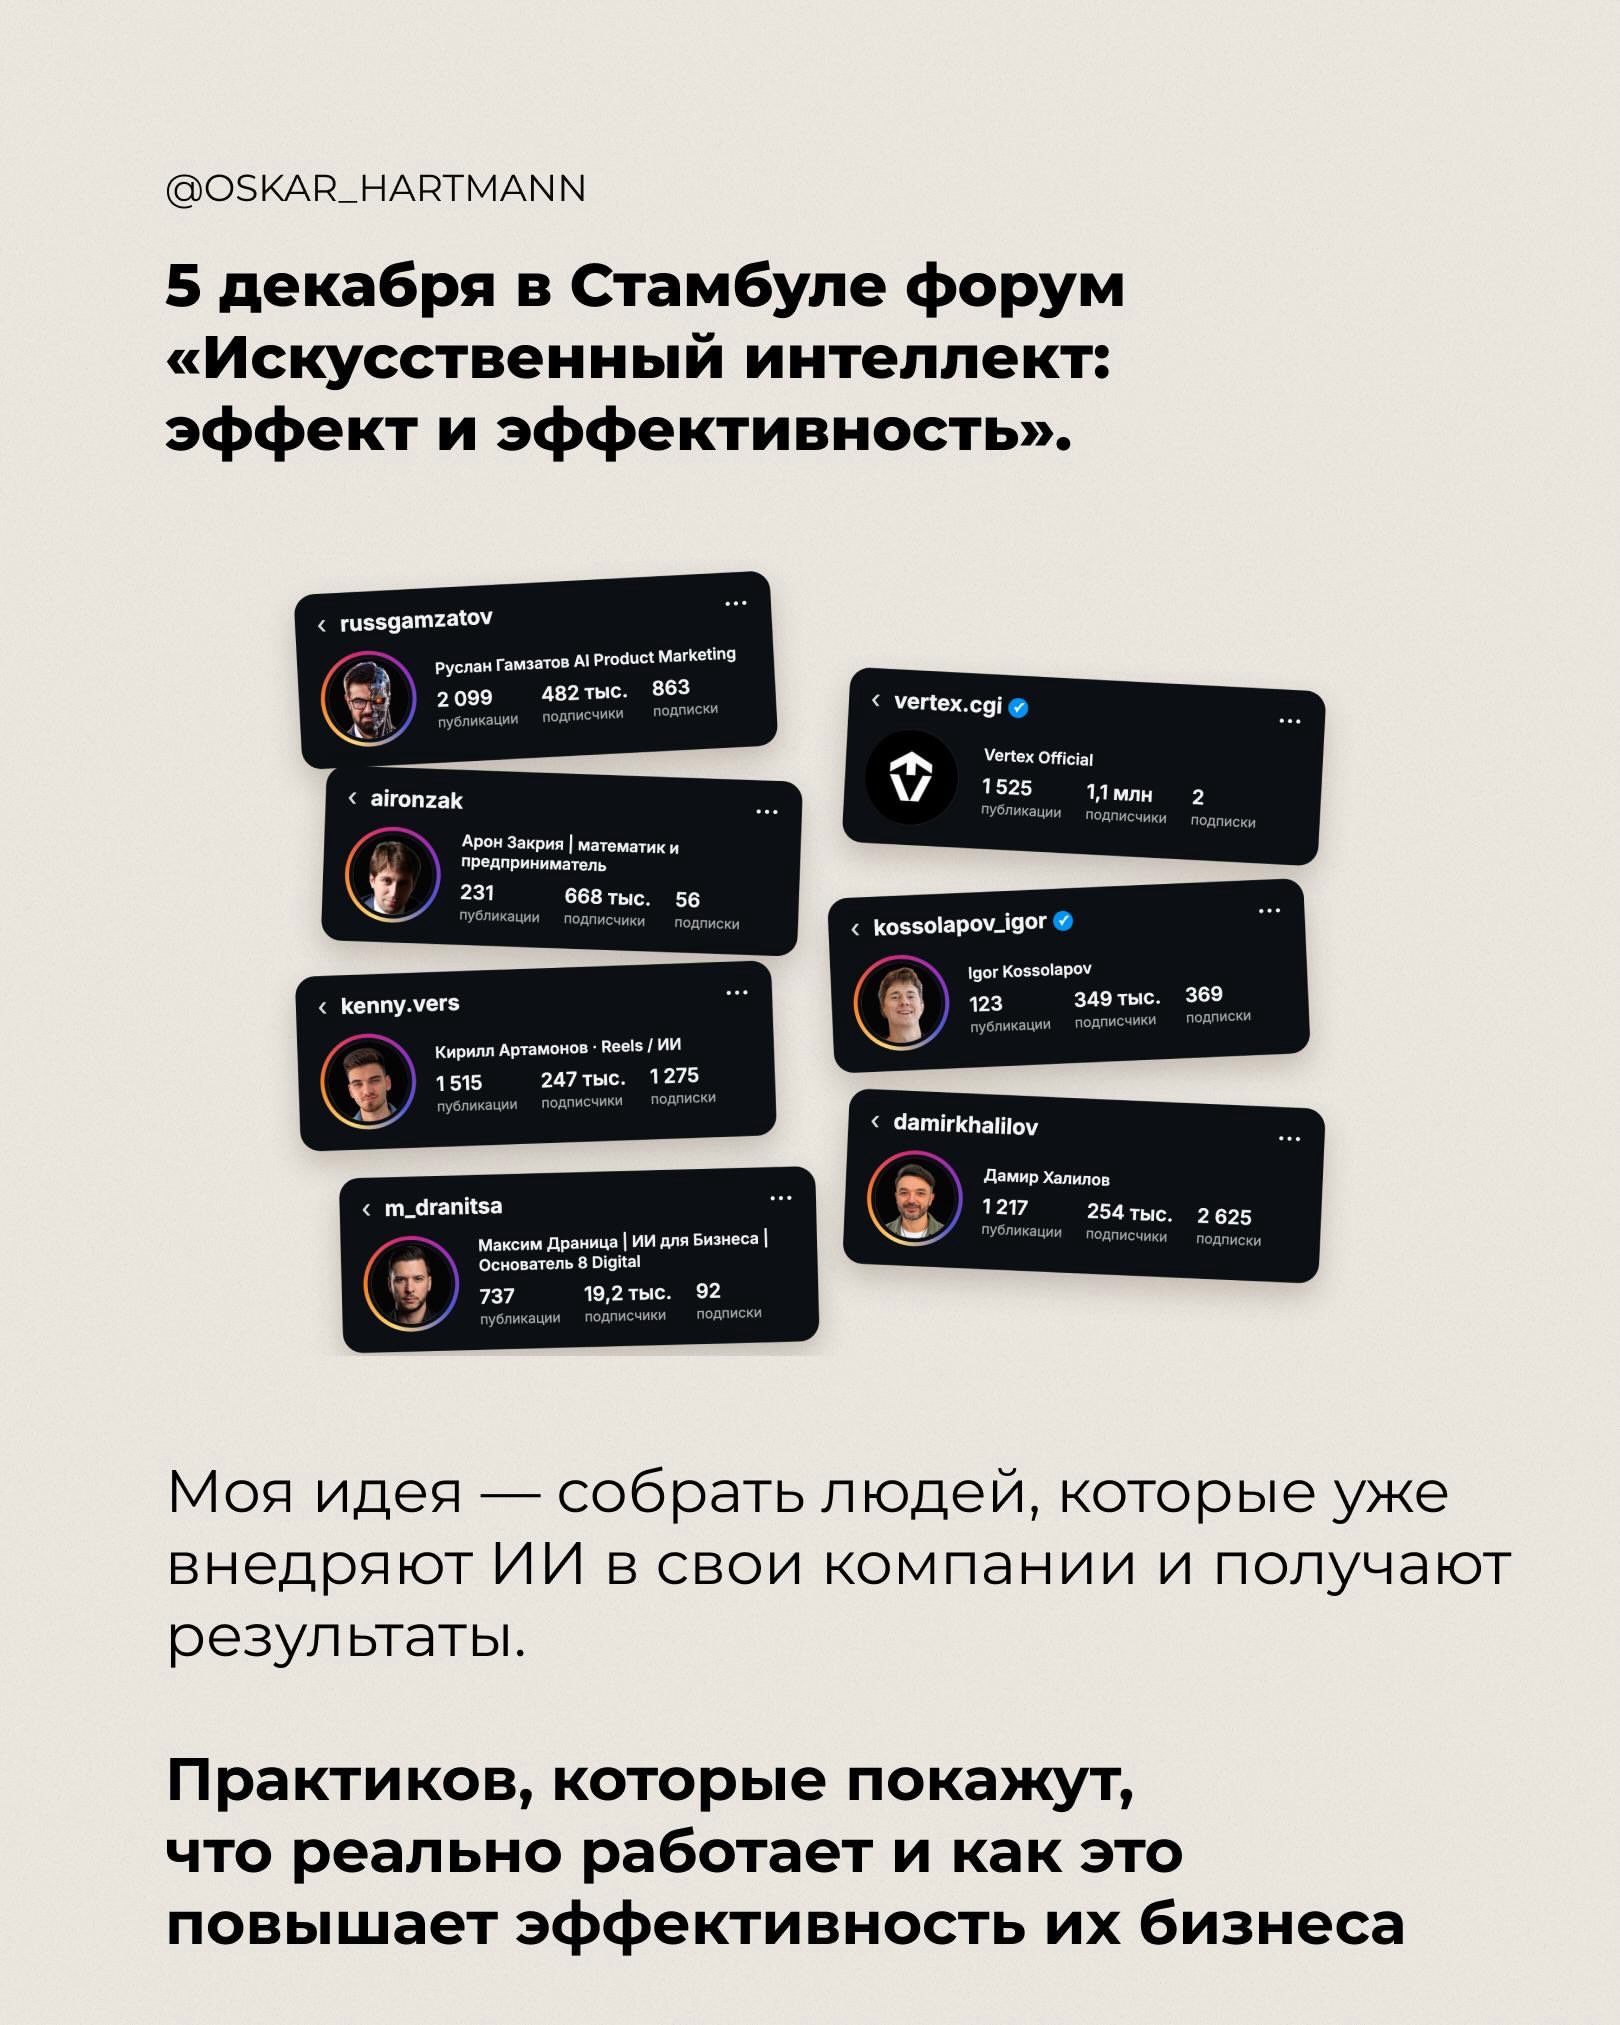 @OSKAR_HARTMANN
5 декабря в Стамбуле форум
«Искусственный интеллект:
эффект и эффективность».
russgamzatov
Руслан Гамзатов AI Product Marketing
2 099 482 тыс. 863
публикации подписчики подписки
aironzak
Арон Закрия | математик и
предприниматель
231 668 тыс. 56
публикации подписчики подписки
kenny.vers
Кирилл Артамонов · Reels / ИИ
1 515 247 тыс. 1 275
публикации подписчики подписки
m_dranitsa
Максим Драница | ИИ для Бизнеса |
Основатель 8 Digital
737 19,2 тыс. 92
публикации подписчики подписки
vertex.cgi
Vertex Official
1 525 1,1 млн 2
публикации подписчики подписки
kossolapov_igor
Igor Kossolapov
123 349 тыс. 369
публикации подписчики подписки
damirkhalilov
Дамир Халилов
1 217 254 тыс. 2 625
публикации подписчики подписки
Моя идея — собрать людей, которые уже
внедряют ИИ в свои компании и получают
результаты.
Практиков, которые покажут,
что реально работает и как это
повышает эффективность их бизнеса